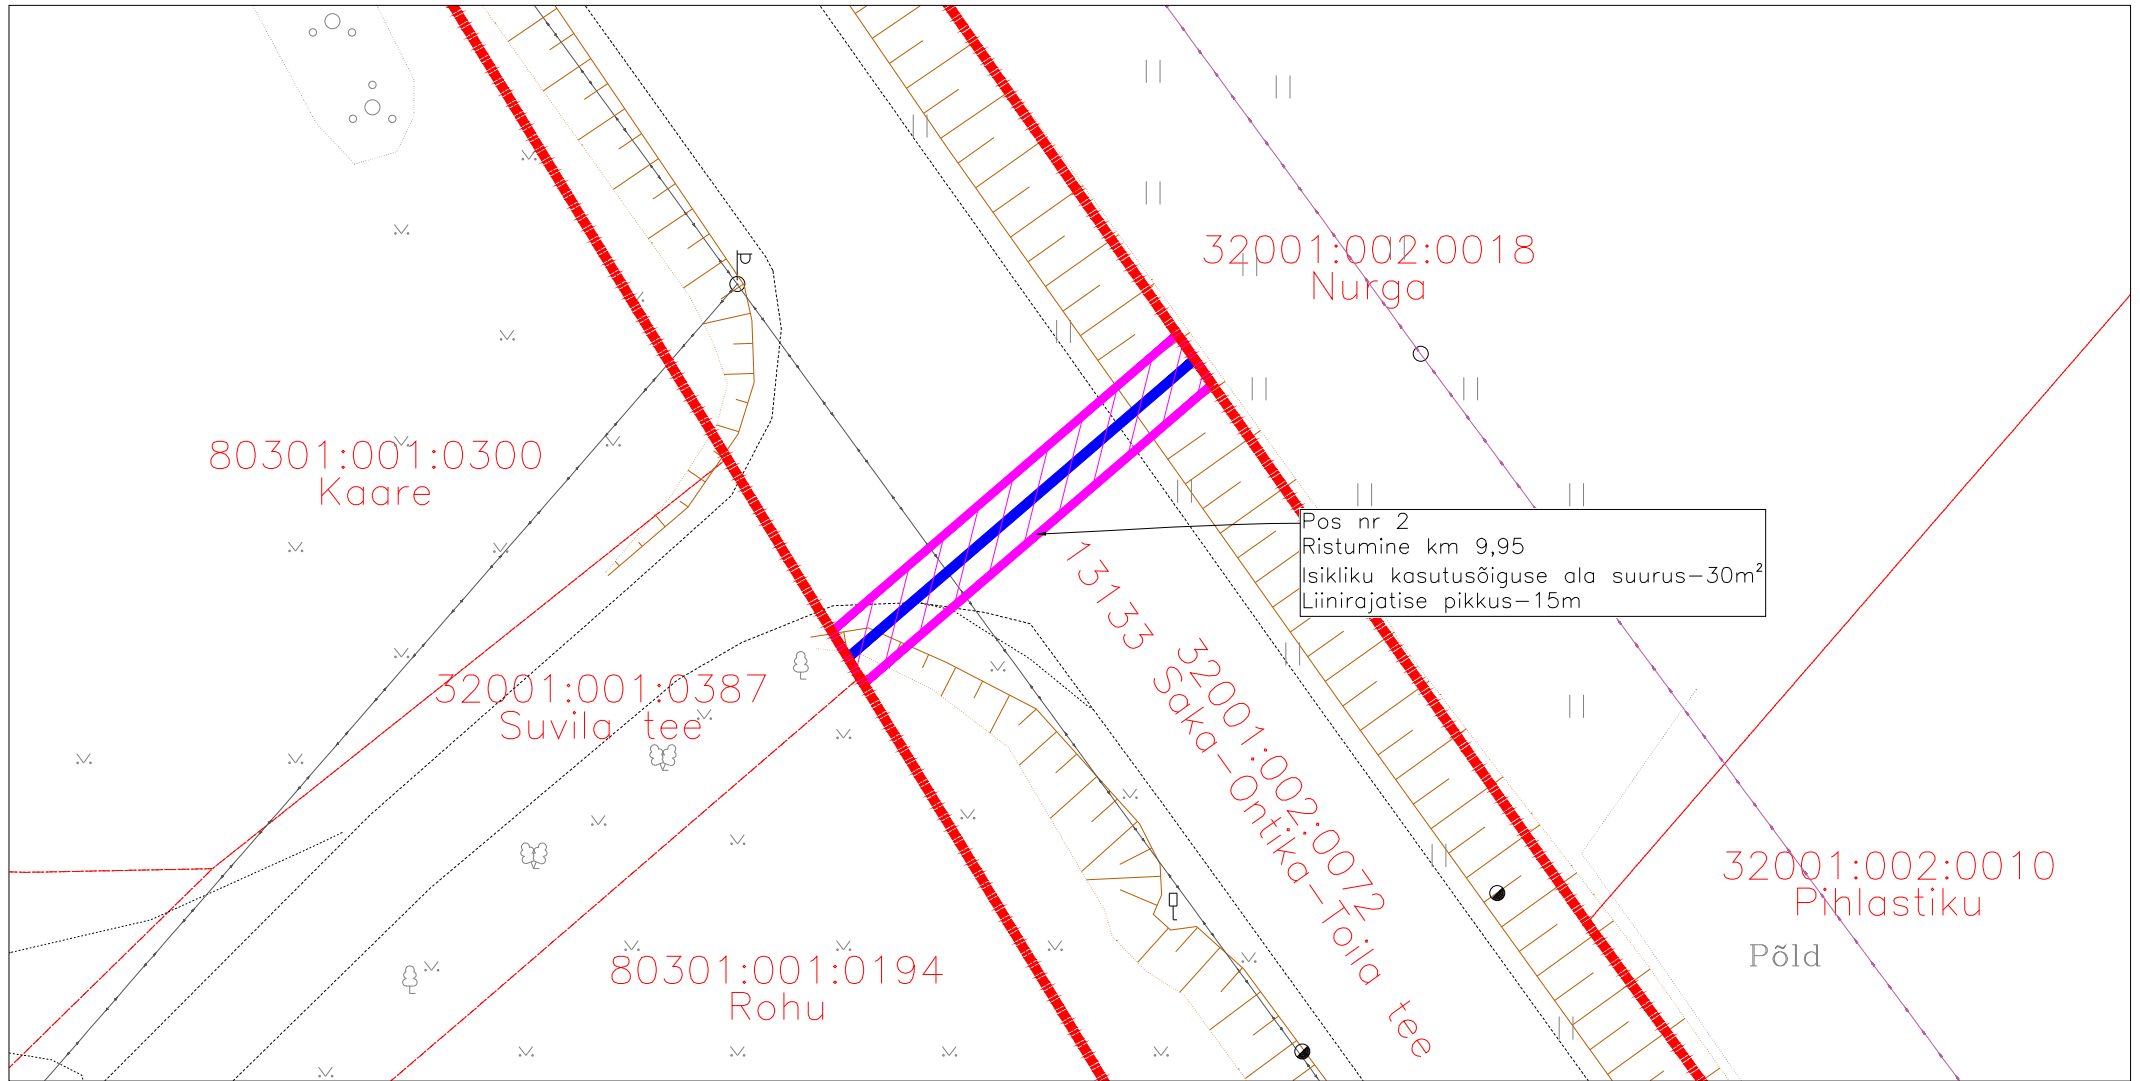 32001:002:0018
Nurga
80301:001:0300
Kaare
Pos nr 2
Ristumine km 9,95
Isikliku kasutusõiguse ala suurus-30m²
Liinirajatise pikkus-15m
32001:001:0387
Suvila tee
32001:002:0072
13133 Saka-Ontika-Toila tee
32001:002:0010
Pihlastiku
Põld
80301:001:0194
Rohu